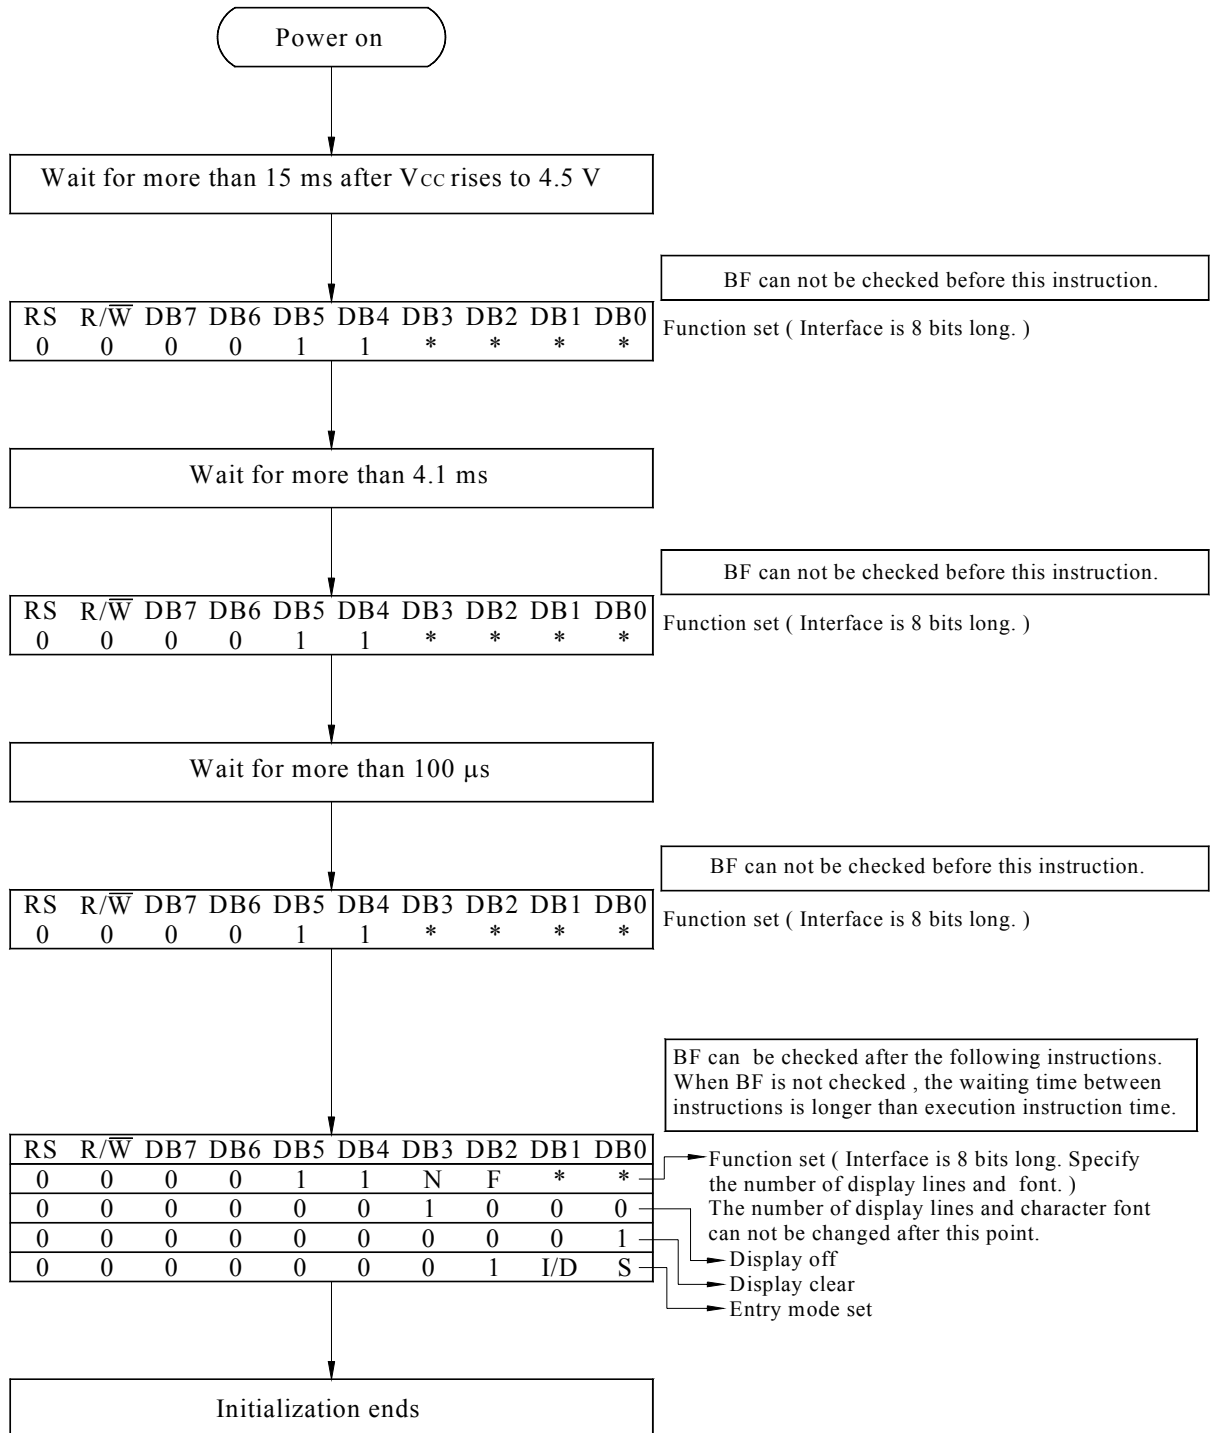 Power on
Wait for more than 15 ms after VCC rises to 4.5 V
BF can not be checked before this instruction.
RS R/W̅ DB7 DB6 DB5 DB4 DB3 DB2 DB1 DB0
0 0 0 0 1 1 * * * *
Function set ( Interface is 8 bits long. )
Wait for more than 4.1 ms
BF can not be checked before this instruction.
RS R/W̅ DB7 DB6 DB5 DB4 DB3 DB2 DB1 DB0
0 0 0 0 1 1 * * * *
Function set ( Interface is 8 bits long. )
Wait for more than 100 µs
BF can not be checked before this instruction.
RS R/W̅ DB7 DB6 DB5 DB4 DB3 DB2 DB1 DB0
0 0 0 0 1 1 * * * *
Function set ( Interface is 8 bits long. )
BF can be checked after the following instructions.
When BF is not checked , the waiting time between
instructions is longer than execution instruction time.
RS R/W̅ DB7 DB6 DB5 DB4 DB3 DB2 DB1 DB0
0 0 0 0 1 1 N F * *
0 0 0 0 0 0 1 0 0 0
0 0 0 0 0 0 0 0 0 1
0 0 0 0 0 0 0 1 I/D S
Function set ( Interface is 8 bits long. Specify
the number of display lines and font. )
The number of display lines and character font
can not be changed after this point.
Display off
Display clear
Entry mode set
Initialization ends